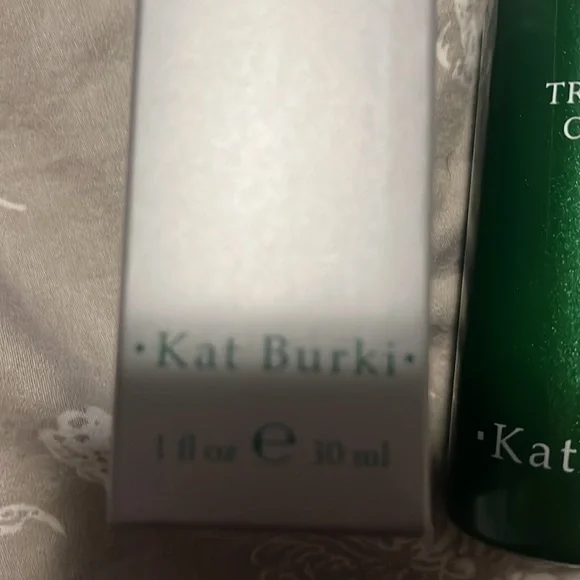 ·Kat Burki·
1 fl oz e 30 ml
TR
C
·Kat